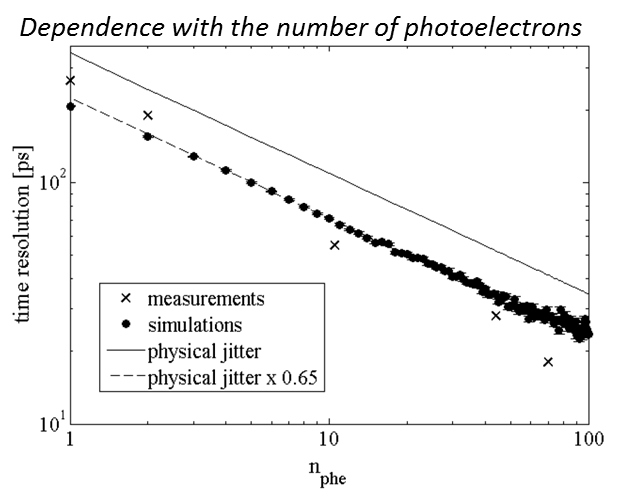 Dependence with the number of photoelectrons
time resolution [ps]
10²
10¹
measurements
simulations
physical jitter
physical jitter x 0.65
1
10
100
nₚₕₑ